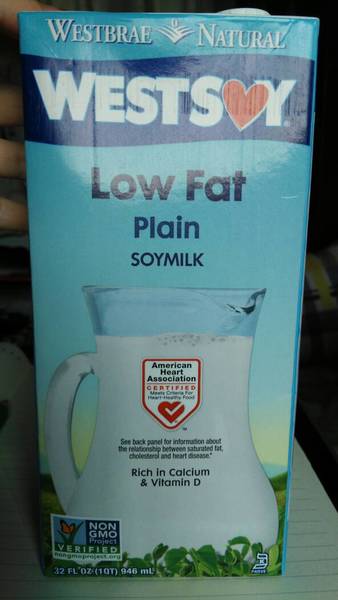 WESTBRAE NATURAL
WESTSOY
Low Fat
Plain
SOYMILK
American
Heart
Association
CERTIFIED
Meets Criteria For
Heart-Healthy Food
See back panel for information about
the relationship between saturated fat,
cholesterol and heart disease.*
Rich in Calcium
& Vitamin D
NON
GMO
Project
VERIFIED
nongmoproject.org
32 FL OZ (1QT) 946 mL
K
PAREVE